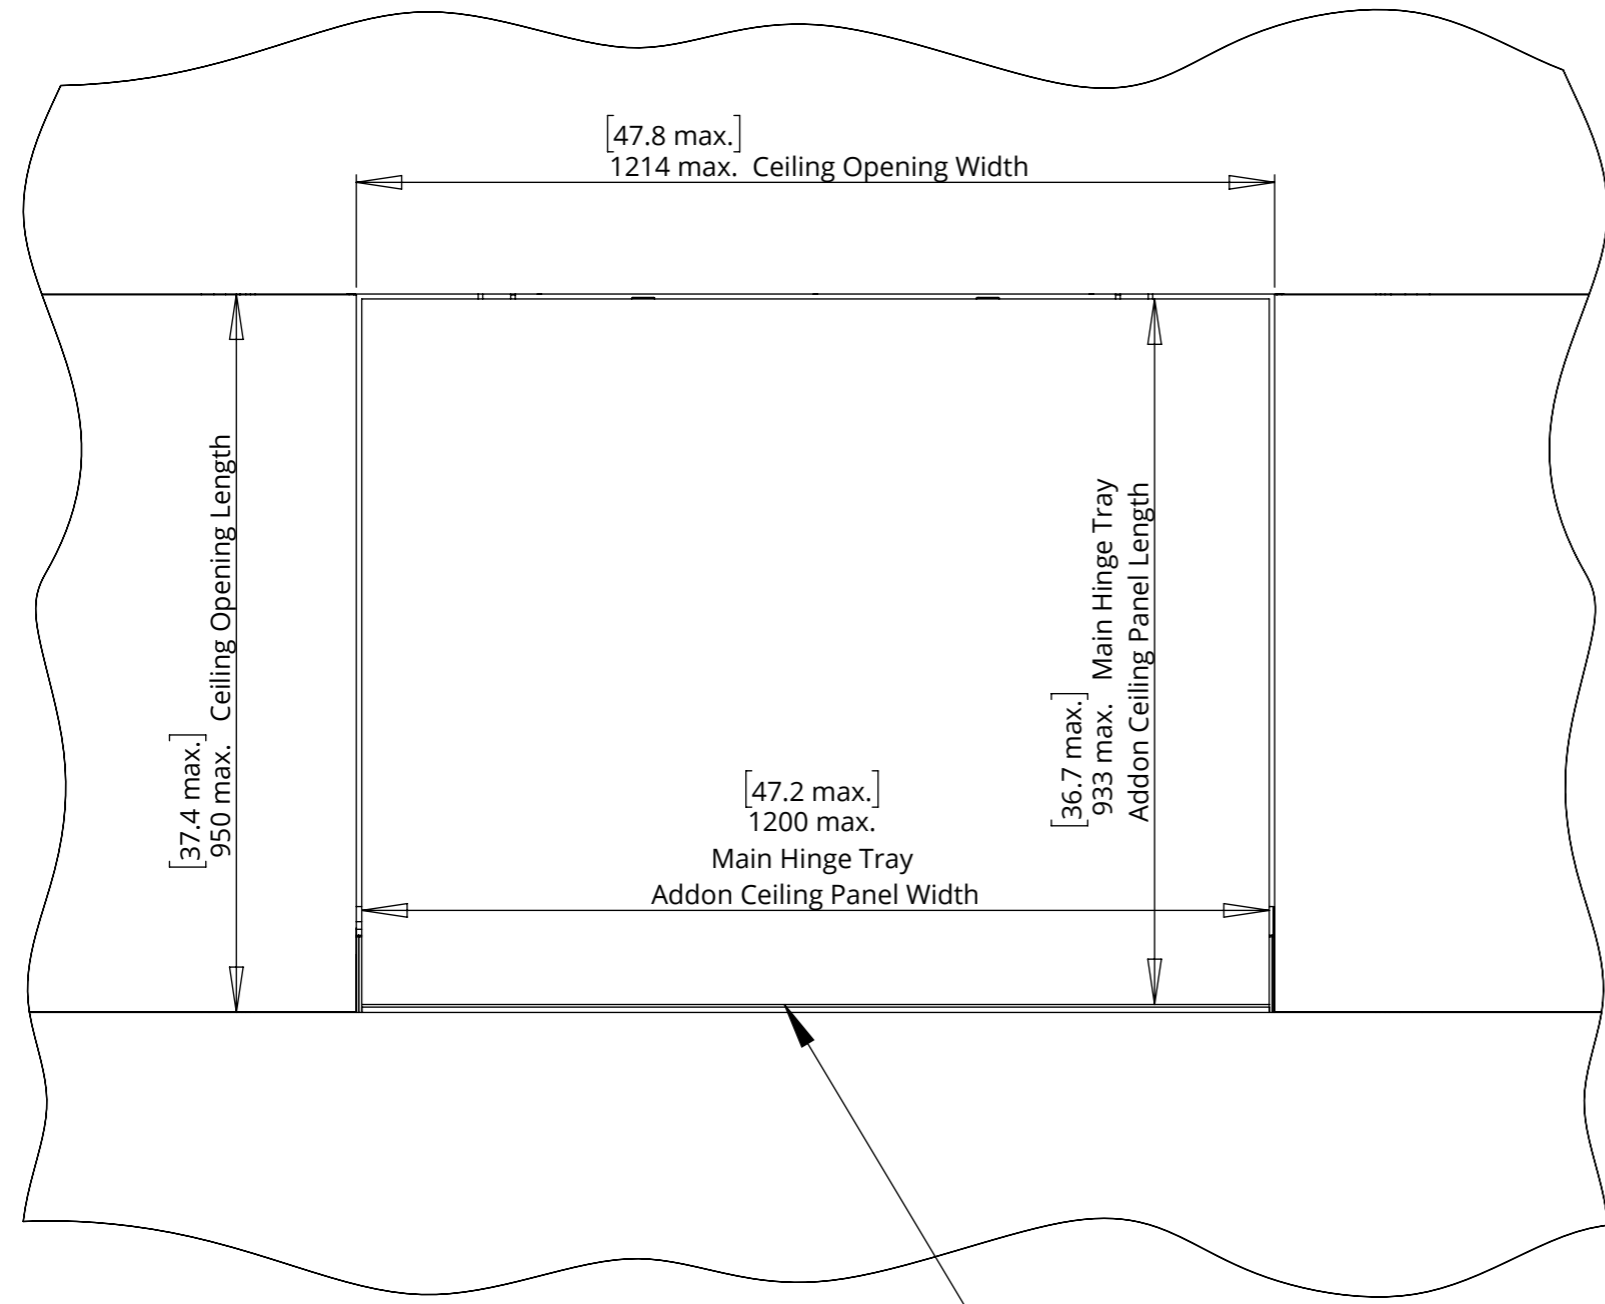 [47.8 max.]
1214 max. Ceiling Opening Width
[37.4 max.]
950 max. Ceiling Opening Length
[36.7 max.]
933 max. Main Hinge Tray
Addon Ceiling Panel Length
[47.2 max.]
1200 max.
Main Hinge Tray
Addon Ceiling Panel Width